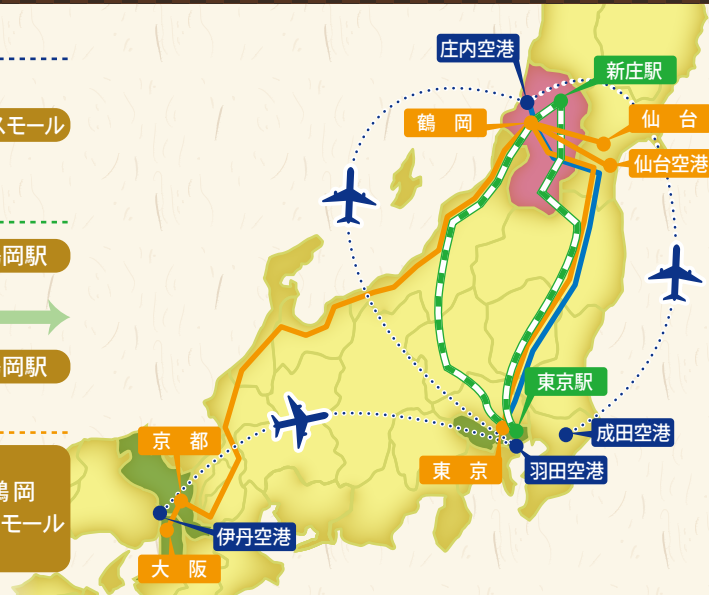 スモール
岡駅
岡駅
鶴岡
モール
庄内空港
新庄駅
鶴　岡
仙　台
仙台空港
東京駅
成田空港
東　京
羽田空港
京　都
伊丹空港
大　阪